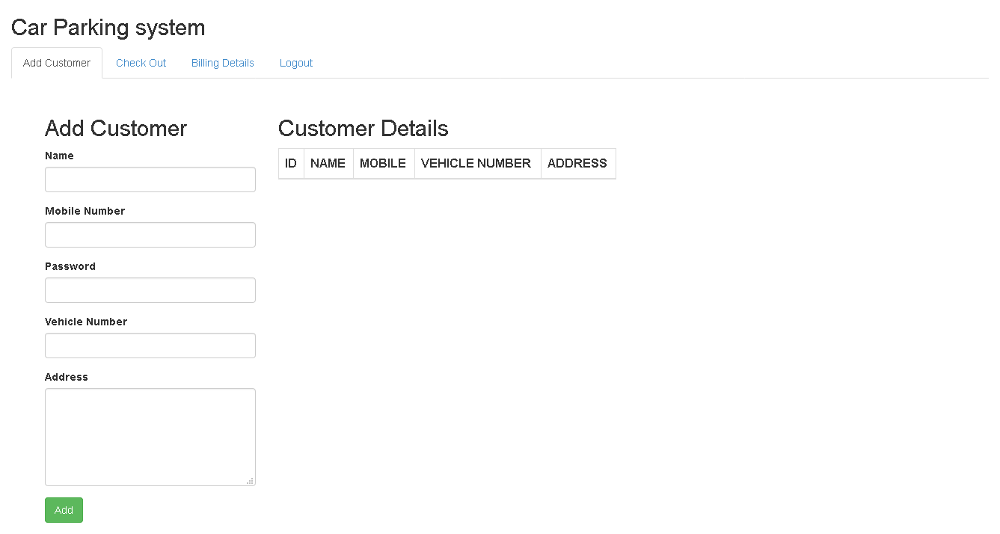 Car Parking system
Add Customer Check Out Billing Details Logout
Add Customer
Name
Mobile Number
Password
Vehicle Number
Address
Add
Customer Details
ID NAME MOBILE VEHICLE NUMBER ADDRESS